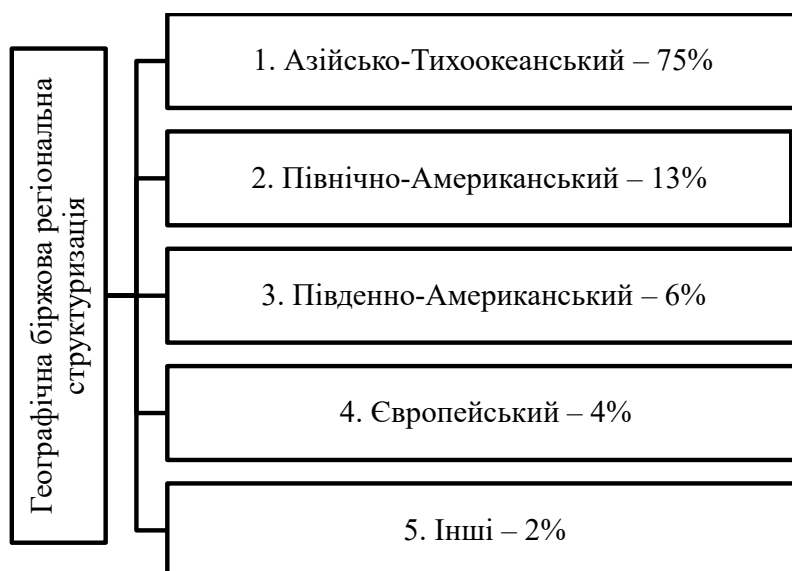 Географічна біржова регіональна
структуризація
1. Азійсько-Тихоокеанський – 75%
2. Північно-Американський – 13%
3. Південно-Американський – 6%
4. Європейський – 4%
5. Інші – 2%